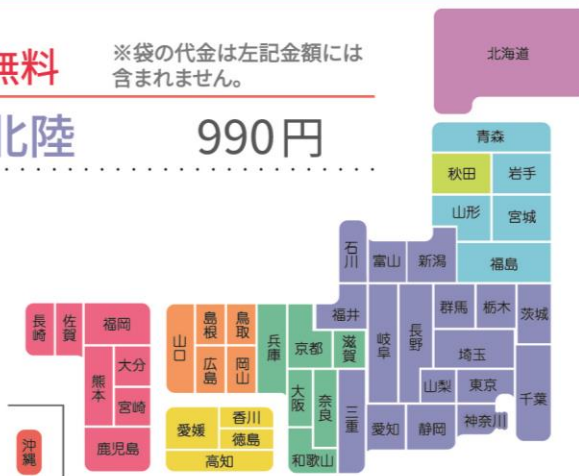 無料
※袋の代金は左記金額には
含まれません。
北陸
990円
北海道
青森
秋田
岩手
山形
宮城
福島
石川
富山
新潟
福井
岐阜
長野
群馬
栃木
茨城
埼玉
山梨
東京
千葉
神奈川
三重
愛知
静岡
兵庫
京都
滋賀
大阪
奈良
和歌山
山口
島根
鳥取
広島
岡山
愛媛
香川
徳島
高知
長崎
佐賀
福岡
熊本
大分
宮崎
鹿児島
沖縄